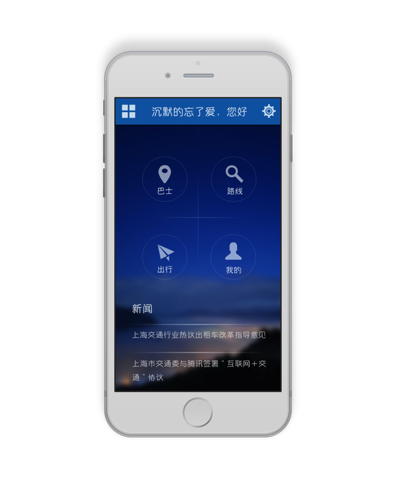 沉默的忘了爱，您好
巴士
路线
出行
我的
新闻
上海交通行业热议出租车改革指导意见
上海市交通委与腾讯签署“互联网＋交
通”协议